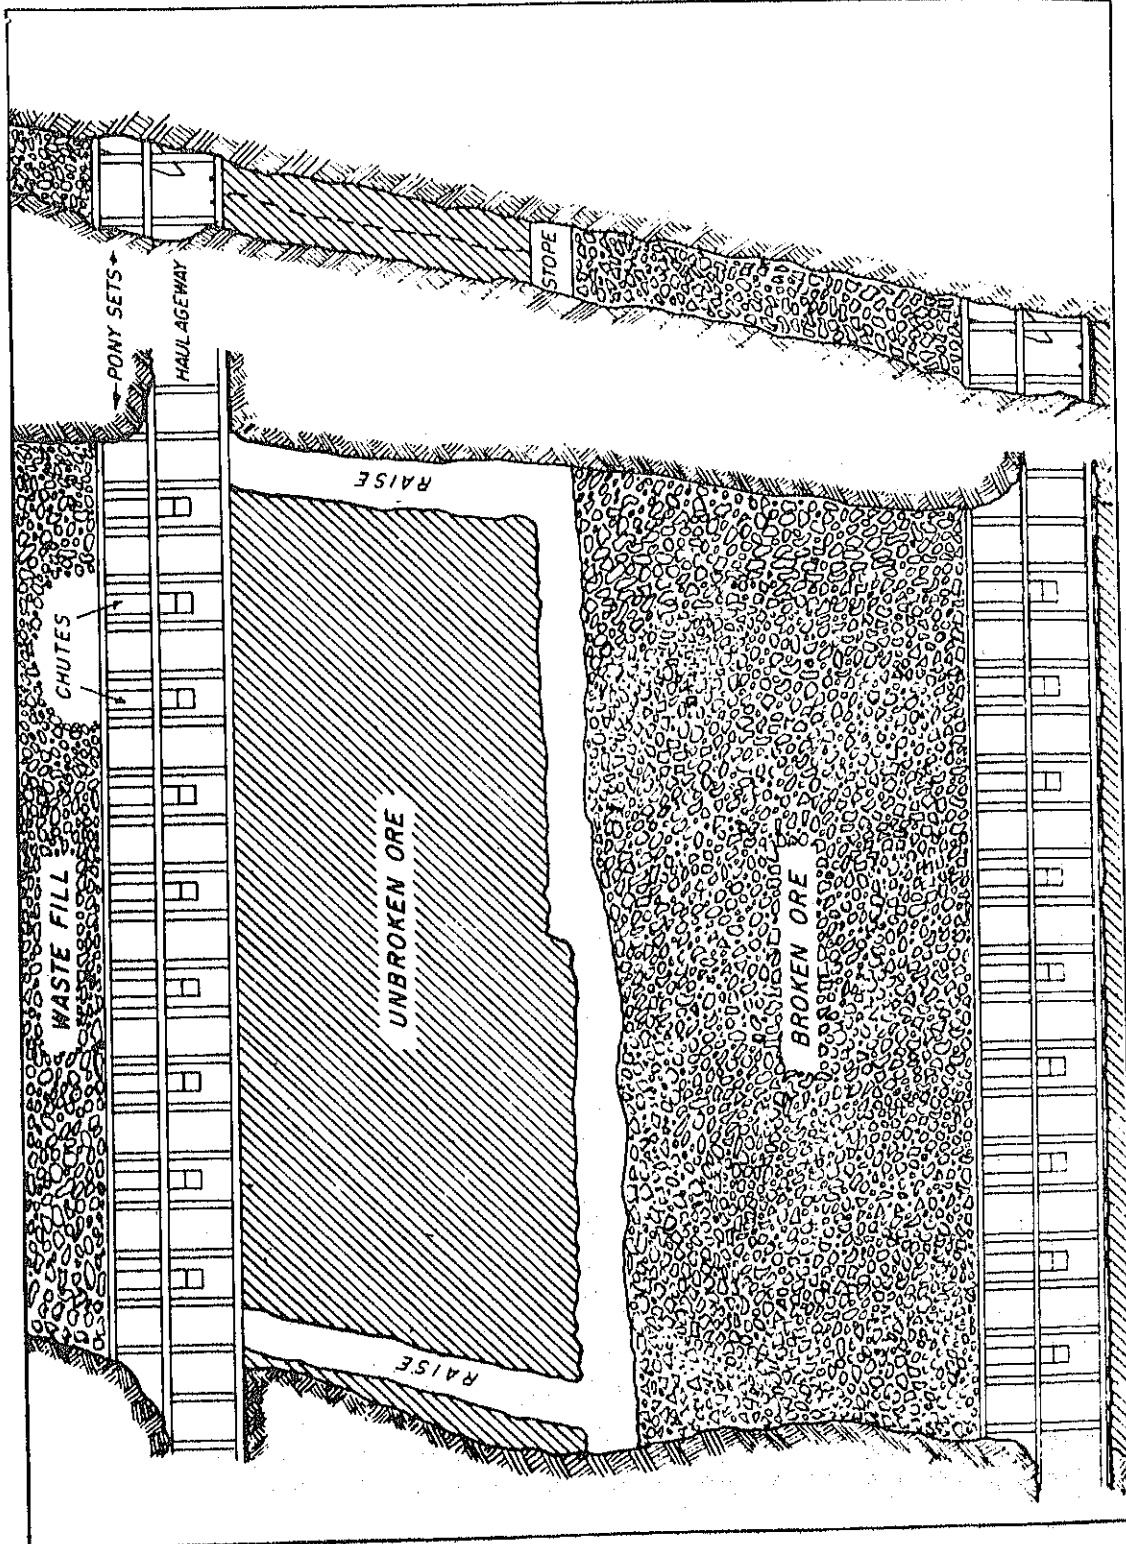 WASTE FILL
CHUTES
←PONY SETS→
HAULAGEWAY
RAISE
RAISE
UNBROKEN ORE
STOPE
BROKEN ORE